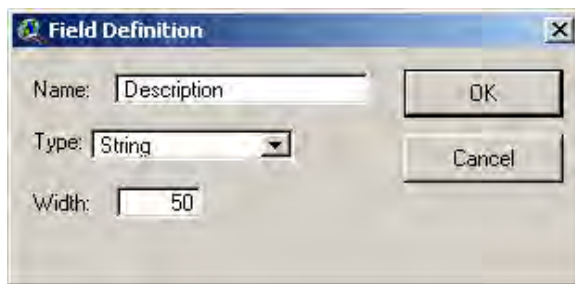 Field Definition
Name: Description
OK
Type: String
Cancel
Width: 50